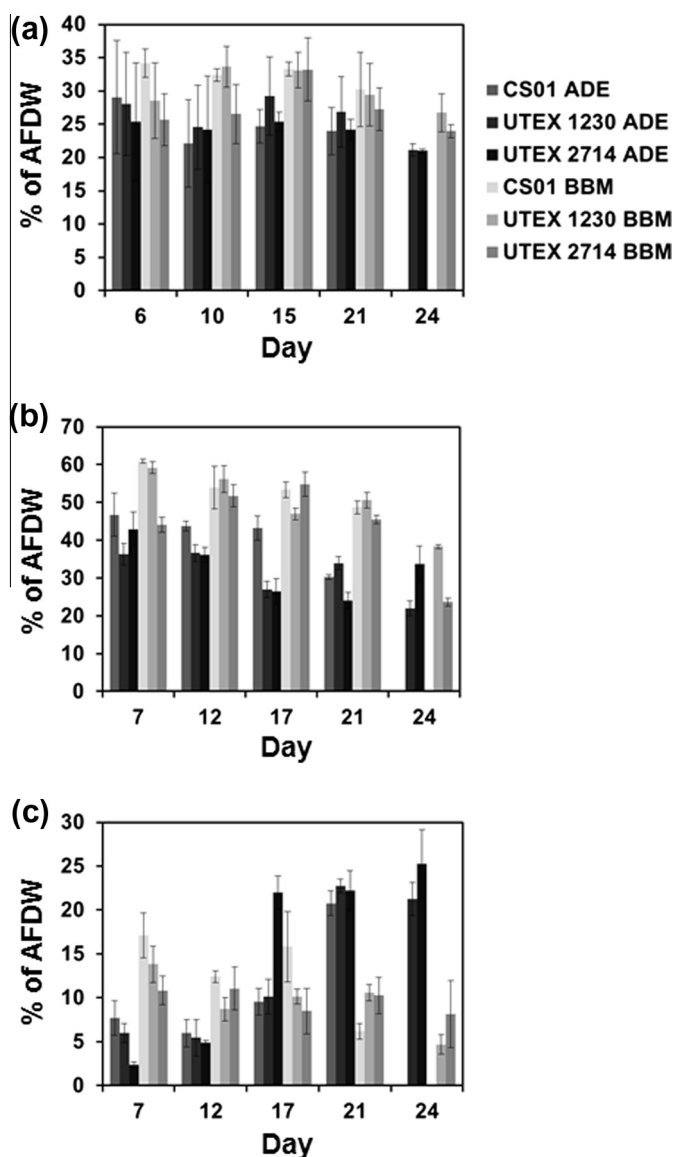 (a)
% of AFDW
40
35
30
25
20
15
10
5
0
6 10 15 21 24
Day
CS01 ADE
UTEX 1230 ADE
UTEX 2714 ADE
CS01 BBM
UTEX 1230 BBM
UTEX 2714 BBM
(b)
% of AFDW
70
60
50
40
30
20
10
0
7 12 17 21 24
Day
(c)
% of AFDW
30
25
20
15
10
5
0
7 12 17 21 24
Day